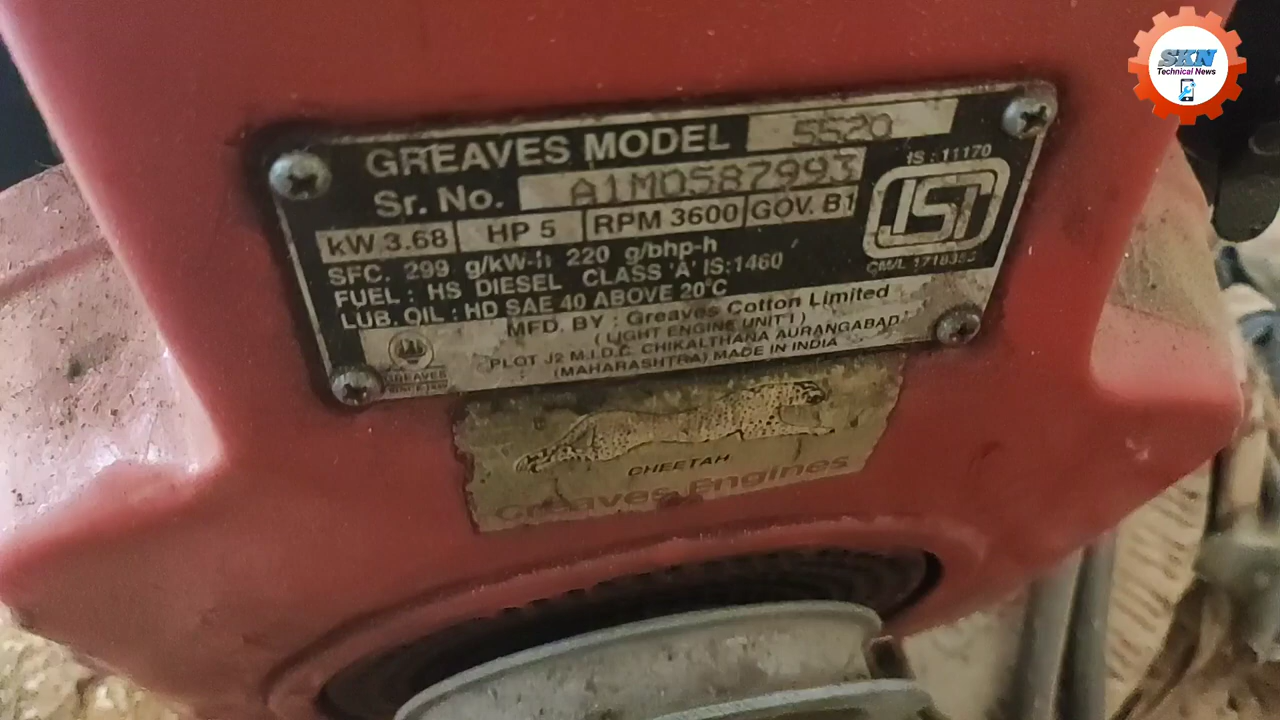 SKN
Technical News
GREAVES MODEL 5520
Sr. No. A1M0587993
IS : 11170
kW 3.68 HP 5 RPM 3600 GOV. B1
ISI
SFC. 299 g/kW-h 220 g/bhp-h
FUEL : HS DIESEL CLASS 'A' IS:1460
CM/L 171835
LUB. OIL : HD SAE 40 ABOVE 20°C
MFD. BY : Greaves Cotton Limited
( LIGHT ENGINE UNIT I )
PLOT J2 M.I.D.C. CHIKALTHANA AURANGABAD
(MAHARASHTRA) MADE IN INDIA
GREAVES
CHEETAH
Greaves Engines